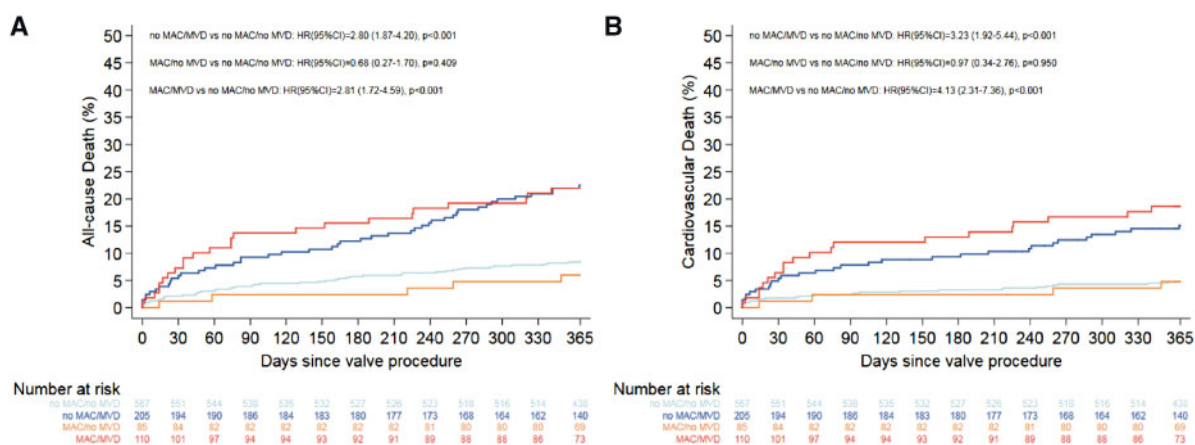 A
no MAC/MVD vs no MAC/no MVD: HR(95%CI)=2.80 (1.87-4.20), p<0.001
MAC/no MVD vs no MAC/no MVD: HR(95%CI)=0.68 (0.27-1.70), p=0.409
MAC/MVD vs no MAC/no MVD: HR(95%CI)=2.81 (1.72-4.59), p<0.001
All-cause Death (%)
50
45
40
35
30
25
20
15
10
5
0
0 30 60 90 120 150 180 210 240 270 300 330 365
Days since valve procedure
Number at risk
no MAC/no MVD 567 551 544 538 535 532 527 526 523 518 516 514 438
no MAC/MVD 205 194 190 186 184 183 180 177 173 168 164 162 140
MAC/no MVD 85 84 82 82 82 82 82 82 81 80 80 80 69
MAC/MVD 110 101 97 94 94 93 92 91 89 88 88 86 73
B
no MAC/MVD vs no MAC/no MVD: HR(95%CI)=3.23 (1.92-5.44), p<0.001
MAC/no MVD vs no MAC/no MVD: HR(95%CI)=0.97 (0.34-2.76), p=0.950
MAC/MVD vs no MAC/no MVD: HR(95%CI)=4.13 (2.31-7.36), p<0.001
Cardiovascular Death (%)
50
45
40
35
30
25
20
15
10
5
0
0 30 60 90 120 150 180 210 240 270 300 330 365
Days since valve procedure
Number at risk
no MAC/no MVD 567 551 544 538 535 532 527 526 523 518 516 514 438
no MAC/MVD 205 194 190 186 184 183 180 177 173 168 164 162 140
MAC/no MVD 85 84 82 82 82 82 82 82 81 80 80 80 69
MAC/MVD 110 101 97 94 94 93 92 91 89 88 88 86 73